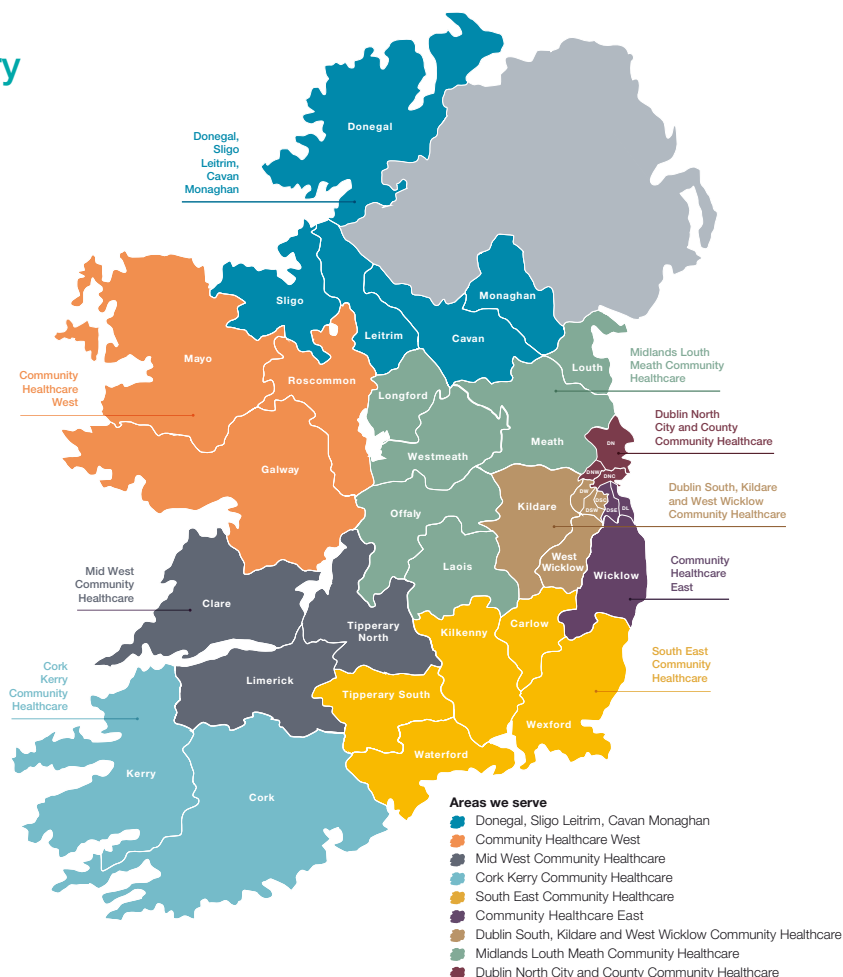 ry
Donegal,
Sligo
Leitrim,
Cavan
Monaghan
Donegal
Monaghan
Sligo
Leitrim
Cavan
Mayo
Roscommon
Louth
Longford
Community
Healthcare
West
Midlands Louth
Meath Community
Healthcare
Dublin North
City and County
Community Healthcare
Galway
Westmeath
Meath
DN
DNW
DNC
DW
DSC
DSW
DSE
DL
Dublin South, Kildare
and West Wicklow
Community Healthcare
Offaly
Kildare
Laois
West
Wicklow
Wicklow
Mid West
Community
Healthcare
Community
Healthcare
East
Clare
Tipperary
North
Kilkenny
Carlow
South East
Community
Healthcare
Cork
Kerry
Community
Healthcare
Limerick
Tipperary South
Wexford
Waterford
Kerry
Cork
Areas we serve
Donegal, Sligo Leitrim, Cavan Monaghan
Community Healthcare West
Mid West Community Healthcare
Cork Kerry Community Healthcare
South East Community Healthcare
Community Healthcare East
Dublin South, Kildare and West Wicklow Community Healthcare
Midlands Louth Meath Community Healthcare
Dublin North City and County Community Healthcare